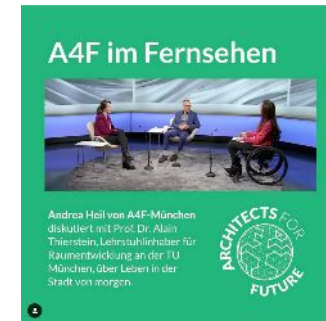 A4F im Fernsehen
Andrea Heil von A4F-München
diskutiert mit Prof. Dr. Alain
Thierstein, Lehrstuhlinhaber für
Raumentwicklung an der TU
München, über Leben in der
Stadt von morgen.
ARCHITECTS FOR
FUTURE